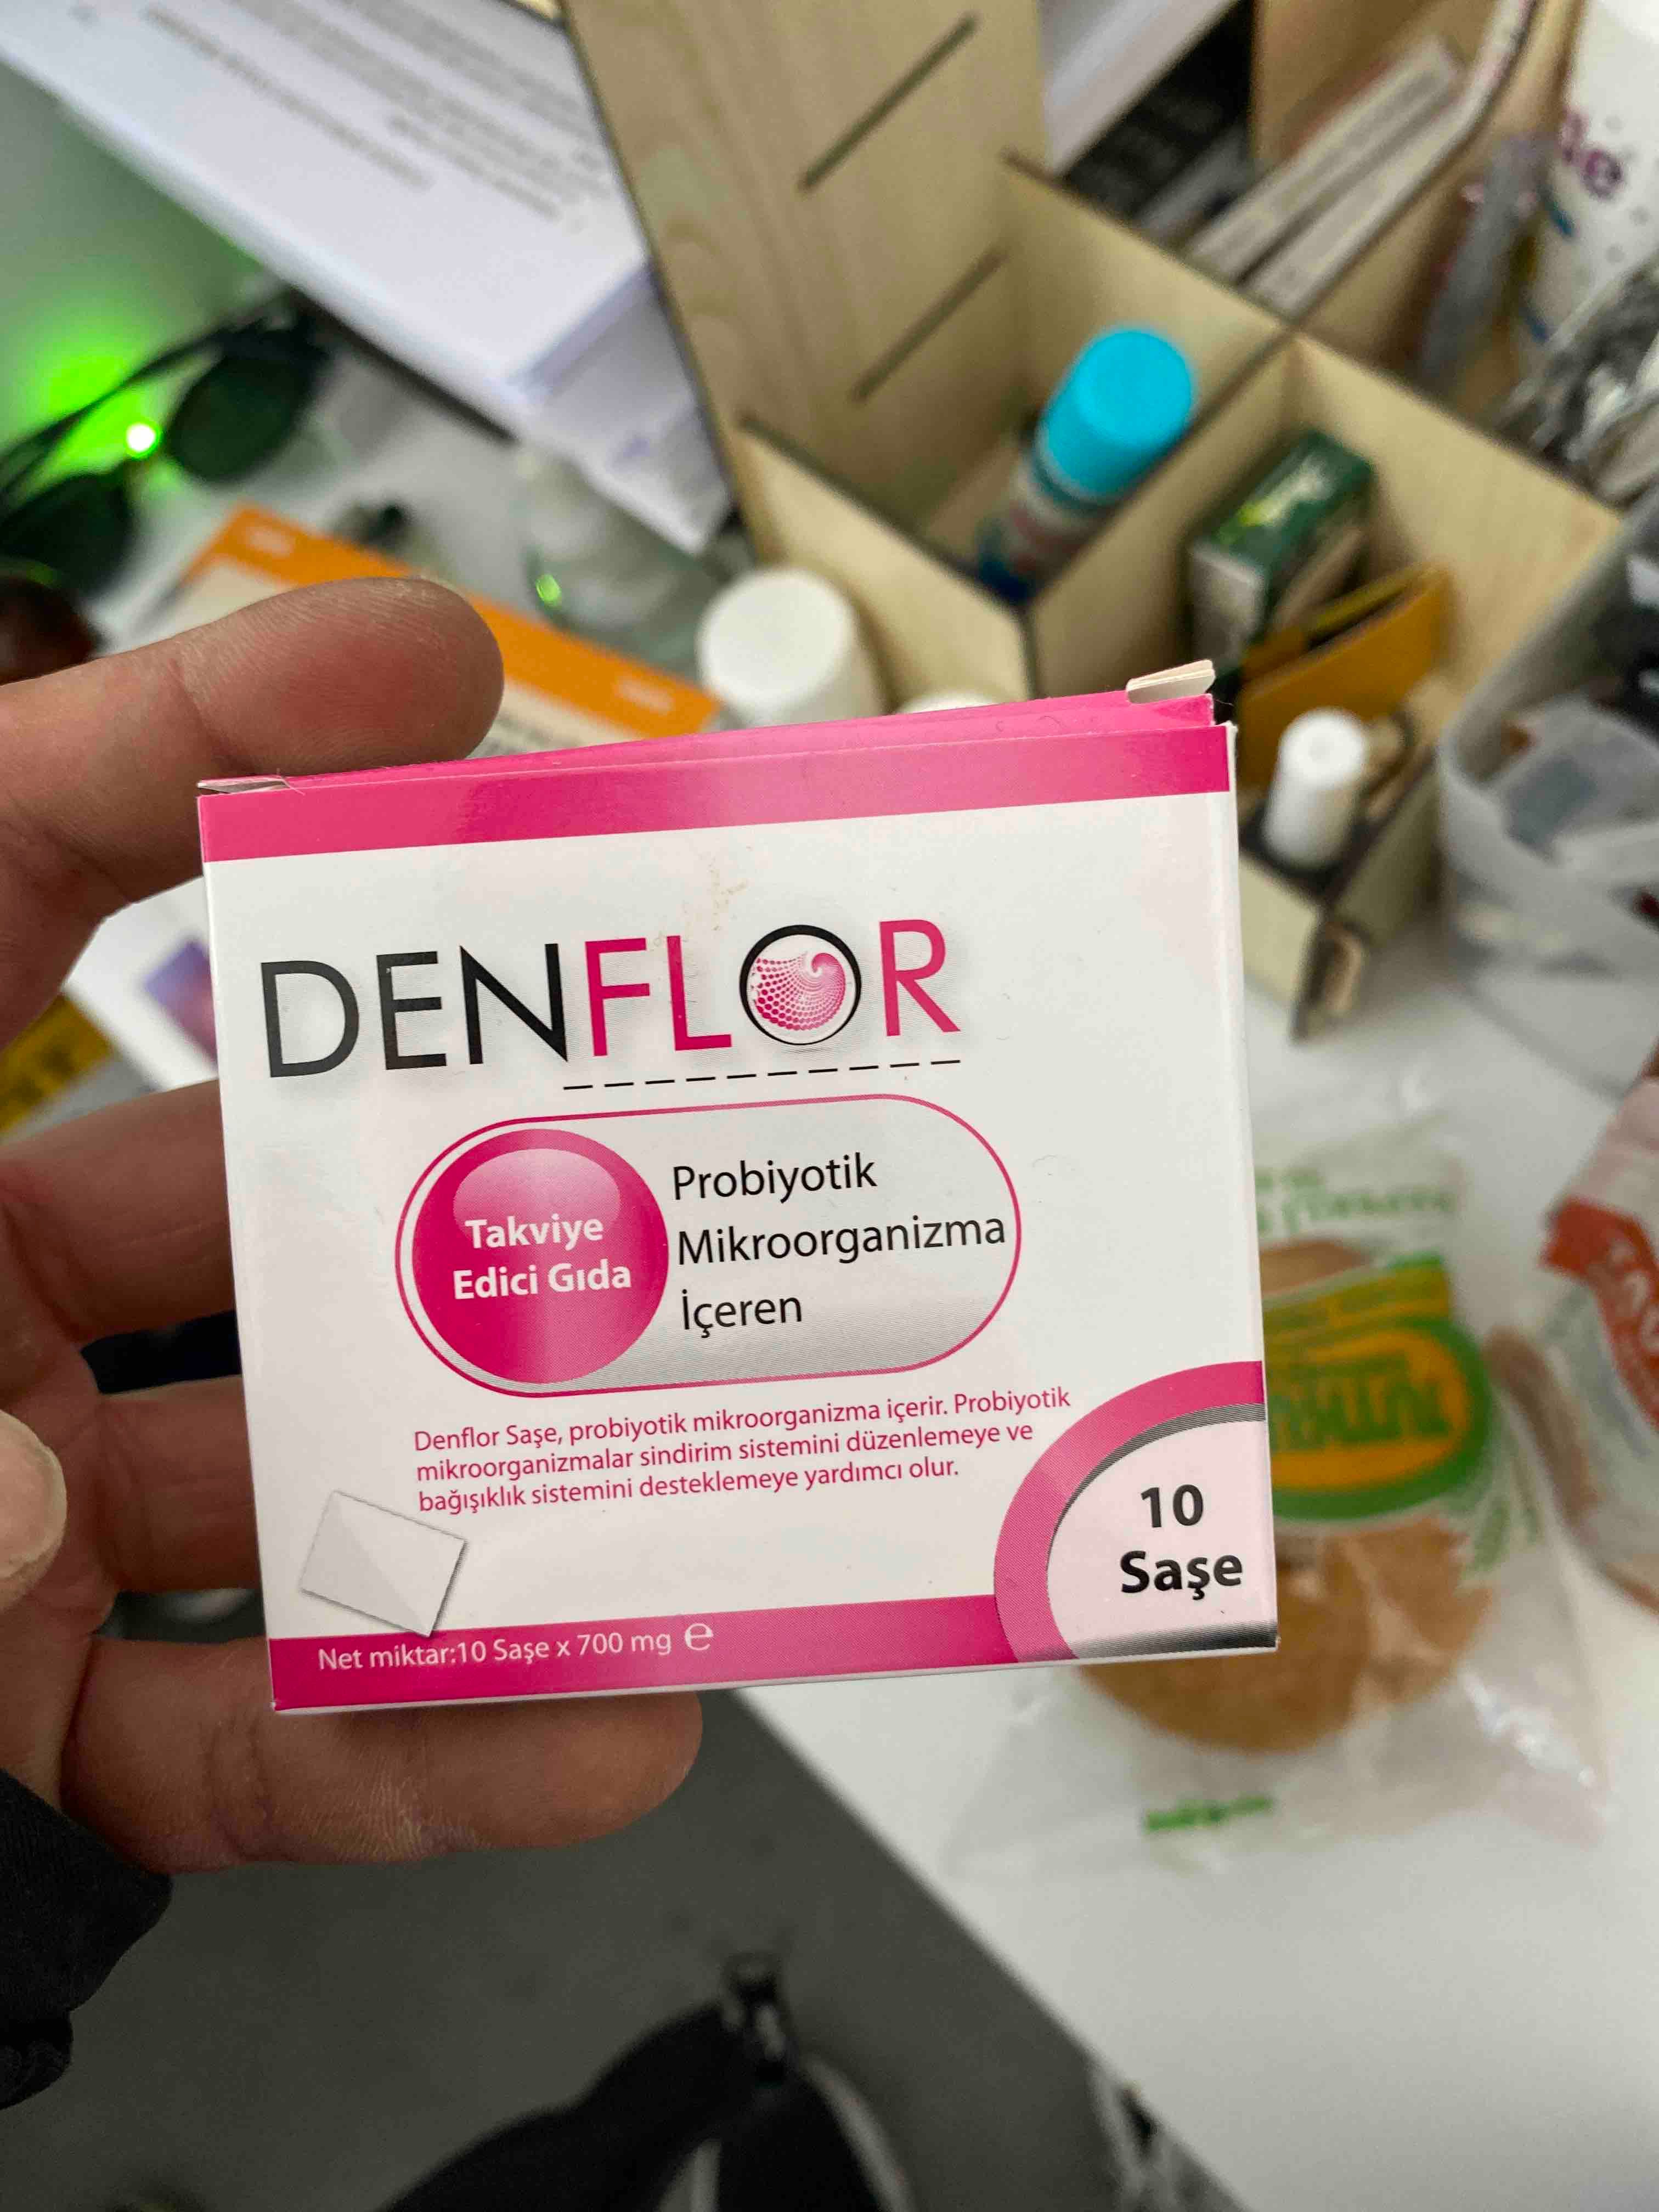 DENFLOR
Takviye
Edici Gıda
Probiyotik
Mikroorganizma
İçeren
Denflor Saşe, probiyotik mikroorganizma içerir. Probiyotik
mikroorganizmalar sindirim sistemini düzenlemeye ve
bağışıklık sistemini desteklemeye yardımcı olur.
10
Saşe
Net miktar:10 Saşe x 700 mg ℮